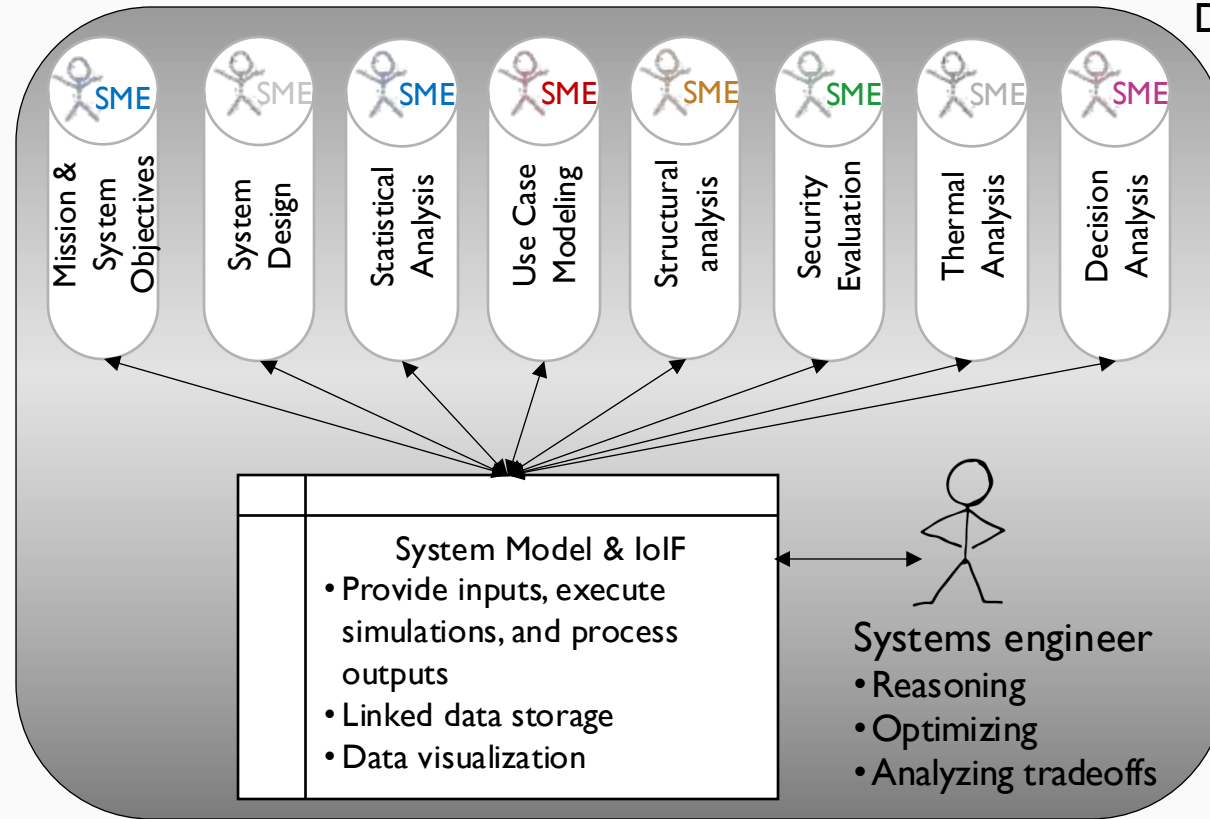 D
SME
SME
SME
SME
SME
SME
SME
SME
Mission &
System
Objectives
System
Design
Statistical
Analysis
Use Case
Modeling
Structural
analysis
Security
Evaluation
Thermal
Analysis
Decision
Analysis
System Model & IoIF
• Provide inputs, execute
simulations, and process
outputs
• Linked data storage
• Data visualization
Systems engineer
• Reasoning
• Optimizing
• Analyzing tradeoffs